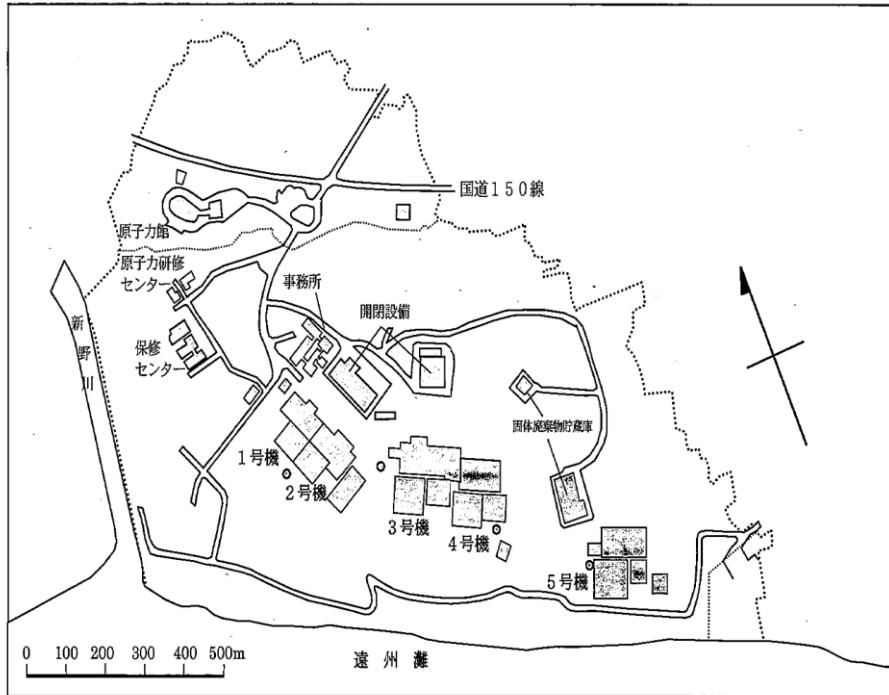 国道150線
原子力館
原子力研修
センター
事務所
開閉設備
新野川
保修
センター
固体廃棄物貯蔵庫
1号機
2号機
3号機
4号機
5号機
0 100 200 300 400 500m
遠州灘